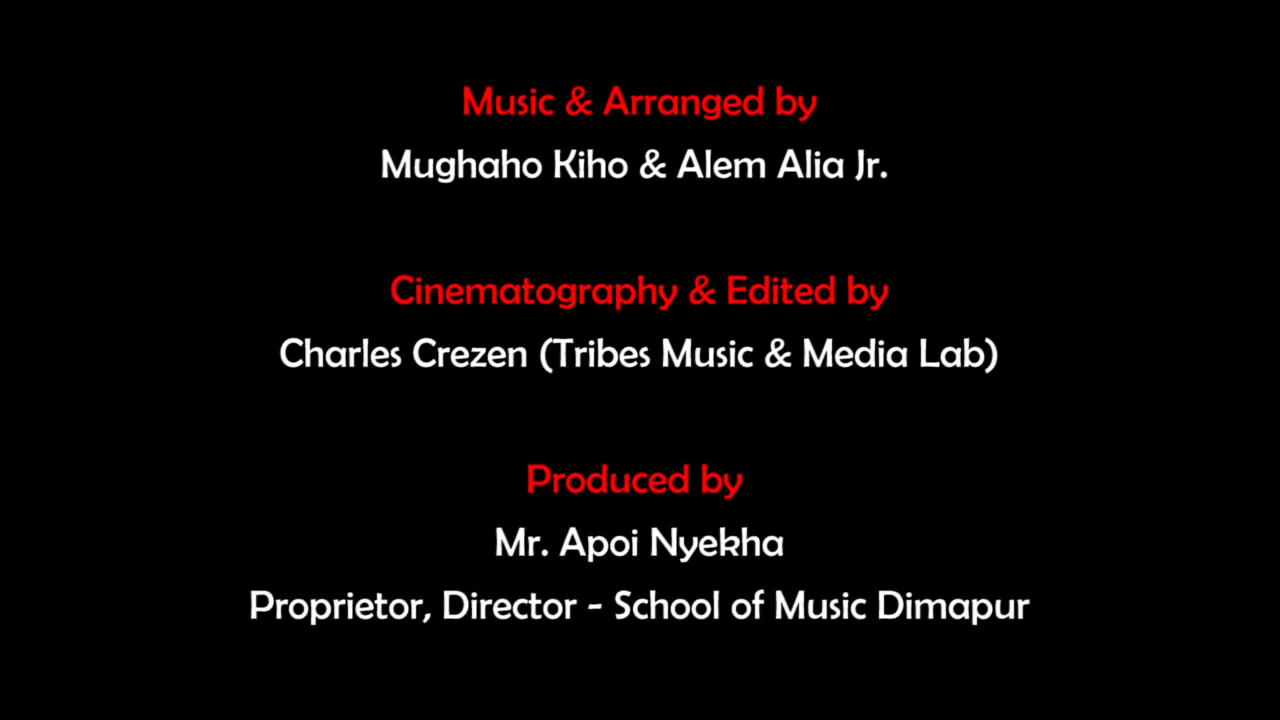 Music & Arranged by
Mughaho Kiho & Alem Alia Jr.
Cinematography & Edited by
Charles Crezen (Tribes Music & Media Lab)
Produced by
Mr. Apoi Nyekha
Proprietor, Director - School of Music Dimapur